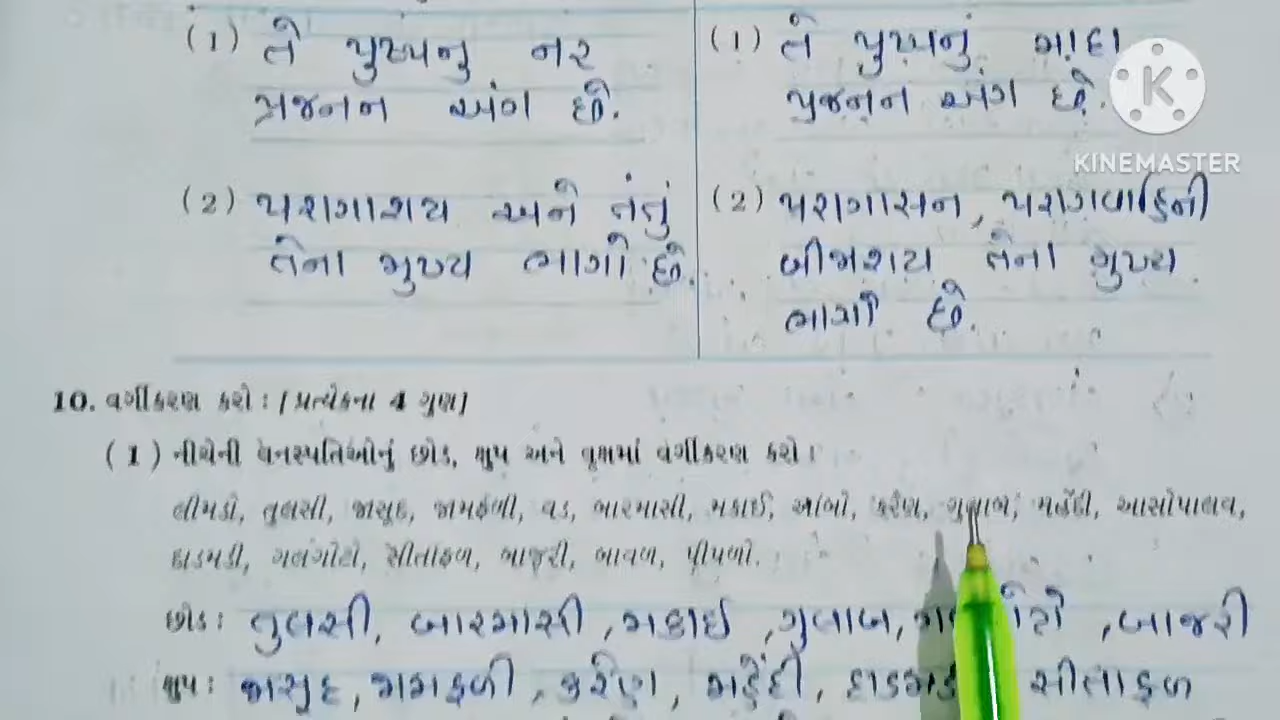 (1) તે પુષ્પનુ નર
પ્રજનન અંગ છે.
(2) પરાગાશય અને તંતું
તેના મુખ્ય ભાગો છે.
(1) તે પુષ્પનું માદા
પ્રજનન અંગ છે.
(2) પરાગાસન, પરાગવાહિની
બીજાશય તેના મુખ્ય
ભાગો છે.
KINEMASTER
10. વર્ગીકરણ કરો : [પ્રત્યેકના 4 ગુણ]
(1) નીચેની વનસ્પતિઓનું છોડ, ક્ષુપ અને વૃક્ષમાં વર્ગીકરણ કરો :
લીમડો, તુલસી, જાસૂદ, જામફળી, વડ, બારમાસી, મકાઈ, આંબો, કરેણ, ગુલાબ, મહેંદી, આસોપાલવ,
દાડમડી, ગલગોટો, સીતાફળ, બાજરી, બાવળ, પીપળો.
છોડ : તુલસી, બારમાસી, મકાઇ, ગુલાબ, , બાજરી
ક્ષુપ : જાસુદ, જામફળી, કરેણ, મહેંદી, સીતાફળ